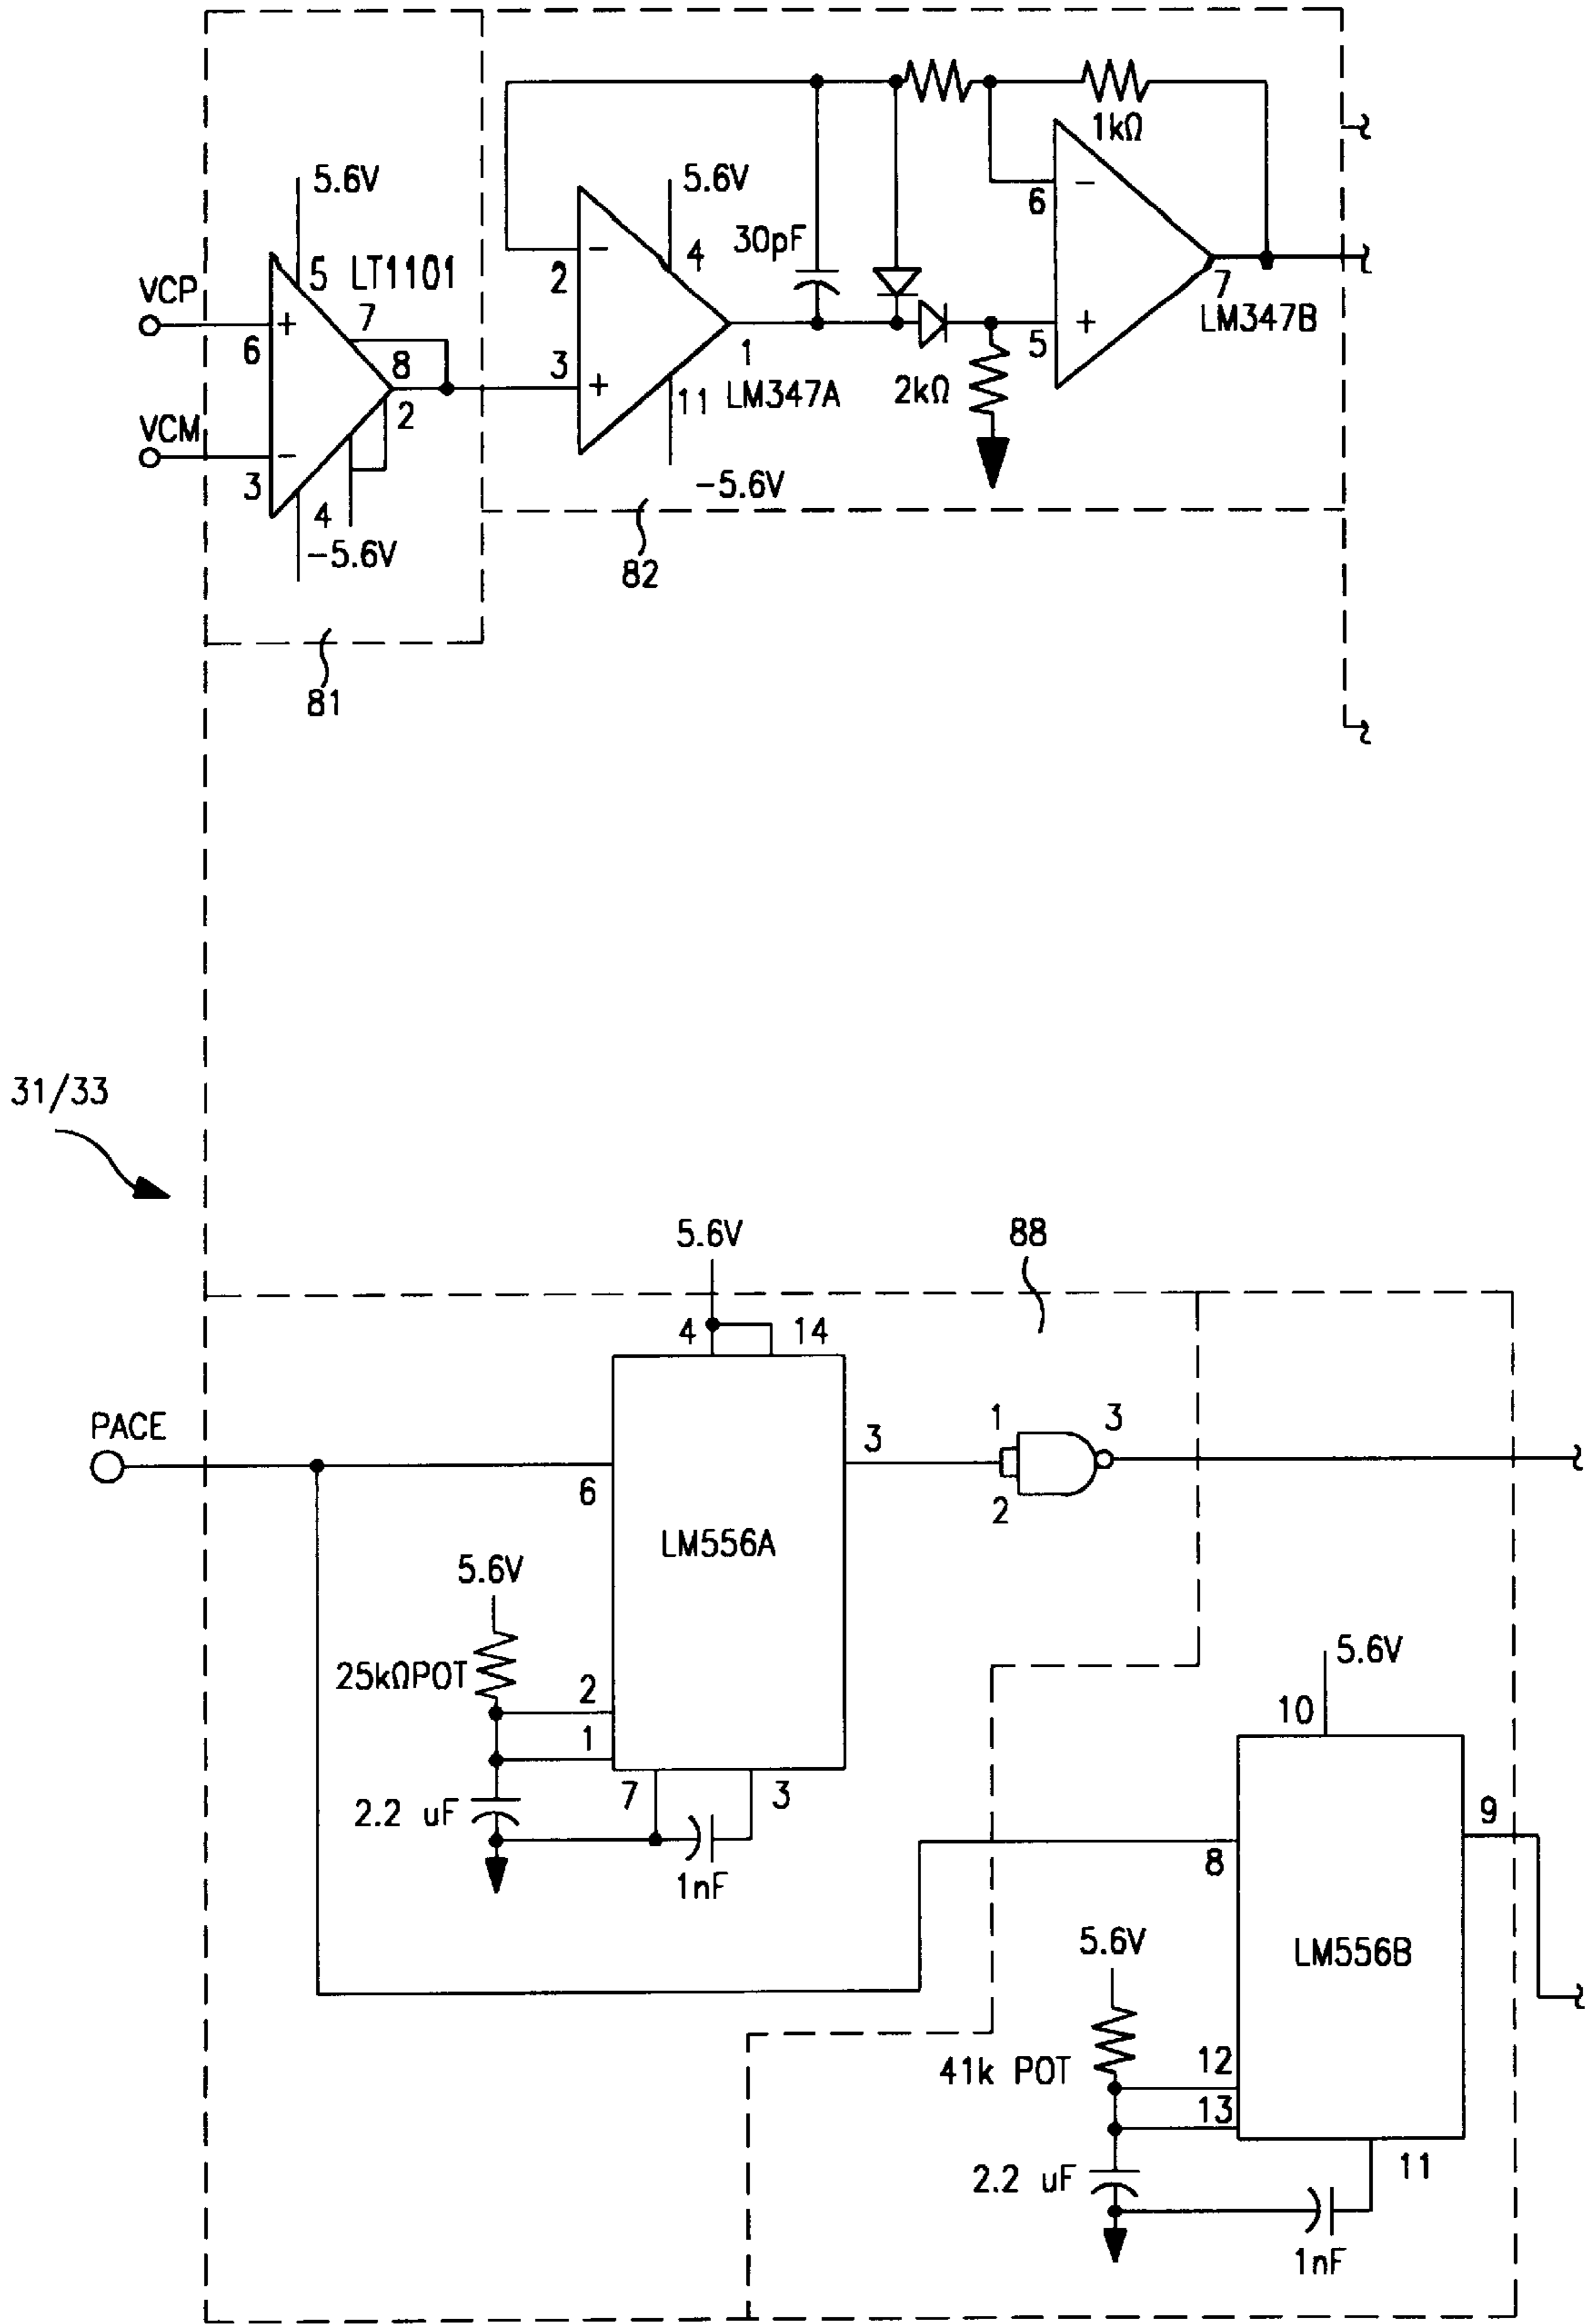 1kΩ
5.6V
5
LT1101
7
VCP
+
6
8
2
VCM
−
3
4
−5.6V
81
5.6V
−
2
4
30pF
3
+
1
LM347A
11
−5.6V
82
2kΩ
6
−
5
+
7
LM347B
31/33
5.6V
88
4
14
PACE
6
3
1
2
3
LM556A
5.6V
25kΩPOT
2
1
2.2 uF
7
3
1nF
5.6V
10
8
9
LM556B
5.6V
41k POT
12
13
2.2 uF
11
1nF